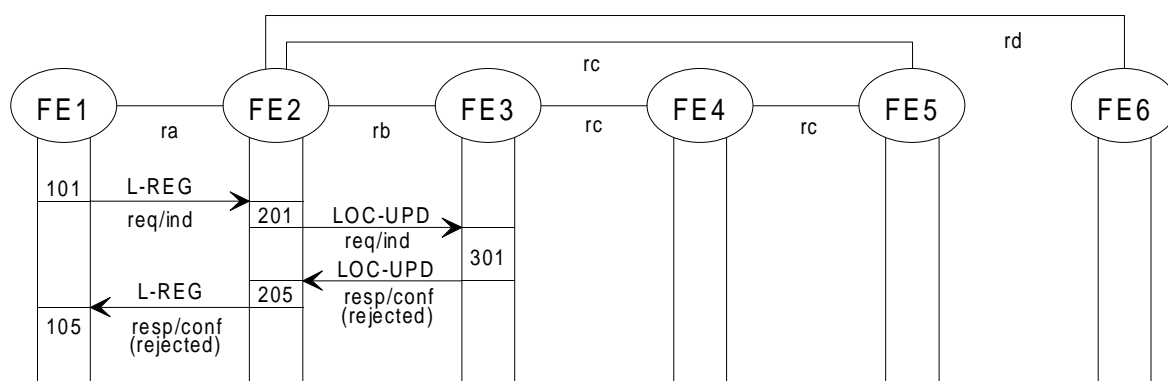 rd
rc
FE1
FE2
FE3
FE4
FE5
FE6
ra
rb
rc
rc
101
L-REG
req/ind
201
LOC-UPD
req/ind
301
LOC-UPD
resp/conf
(rejected)
205
L-REG
resp/conf
(rejected)
105